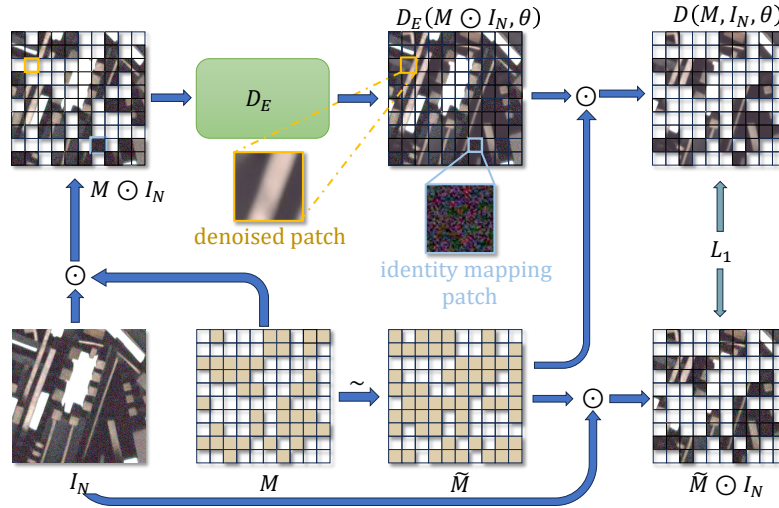 D_E(M ⊙ I_N, θ)
D(M, I_N, θ)
D_E
⊙
M ⊙ I_N
denoised patch
identity mapping
patch
L_1
⊙
~
⊙
I_N
M
M̃
M̃ ⊙ I_N